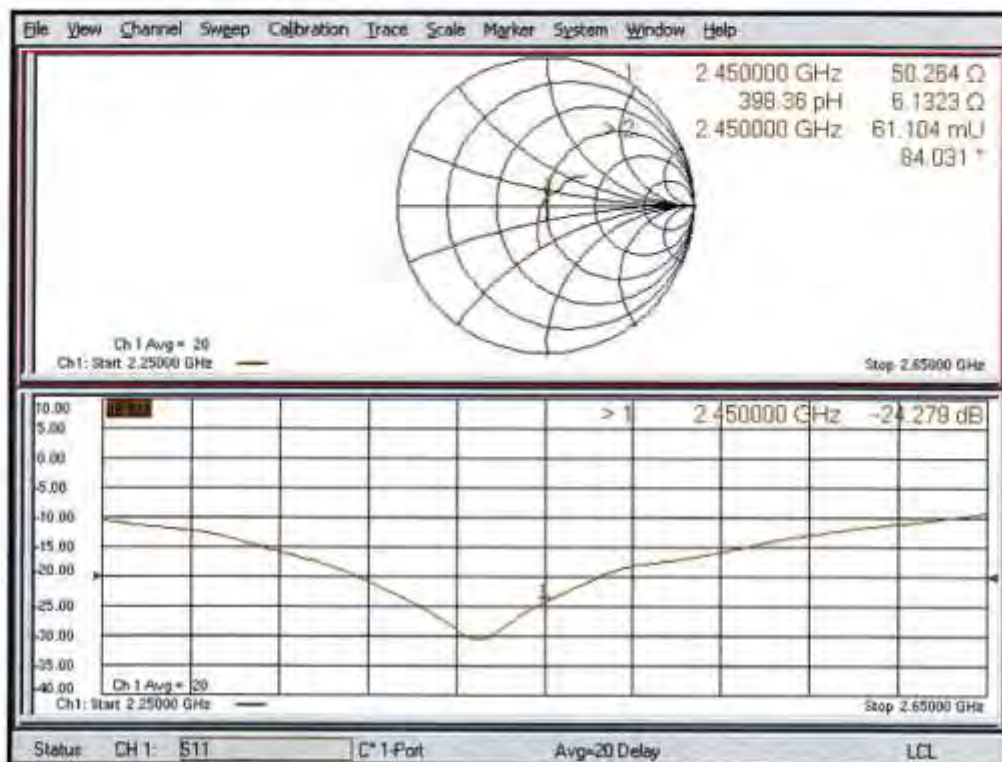 File View Channel Sweep Calibration Trace Scale Marker System Window Help
> 2
2.450000 GHz 50.264 Ω
398.36 pH 6.1323 Ω
2.450000 GHz 61.104 mU
84.031 °
Ch 1 Avg = 20
Ch1: Start 2.25000 GHz
Stop 2.65000 GHz
10.00
5.00
0.00
-5.00
-10.00
-15.00
-20.00
-25.00
-30.00
-35.00
-40.00
> 1 2.450000 GHz -24.279 dB
1
Ch 1 Avg = 20
Ch1: Start 2.25000 GHz
Stop 2.65000 GHz
Status CH 1: S11 C* 1-Port Avg=20 Delay LCL